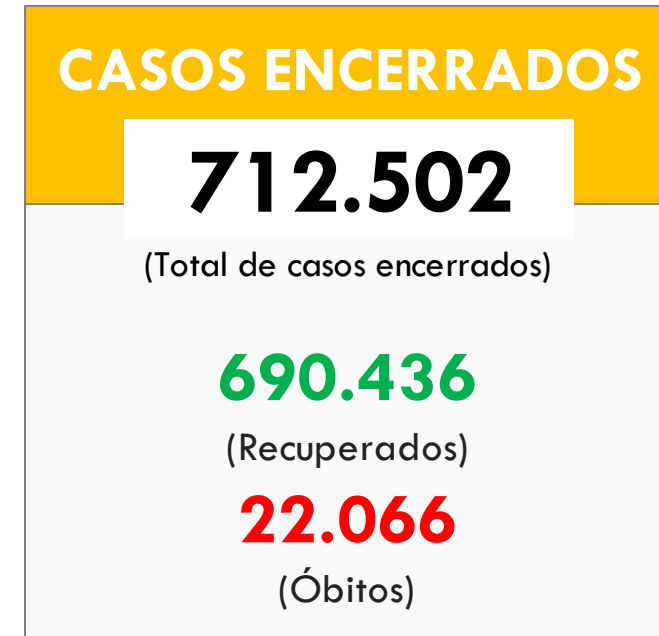 CASOS ENCERRADOS
712.502
(Total de casos encerrados)
690.436
(Recuperados)
22.066
(Óbitos)